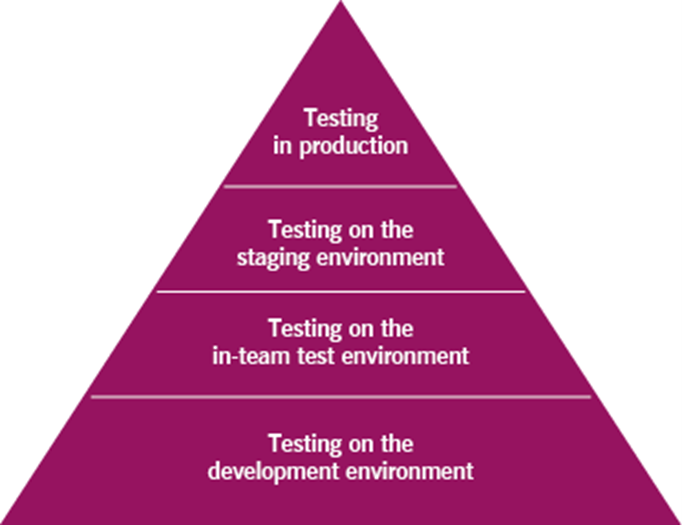 Testing
in production
Testing on the
staging environment
Testing on the
in-team test environment
Testing on the
development environment